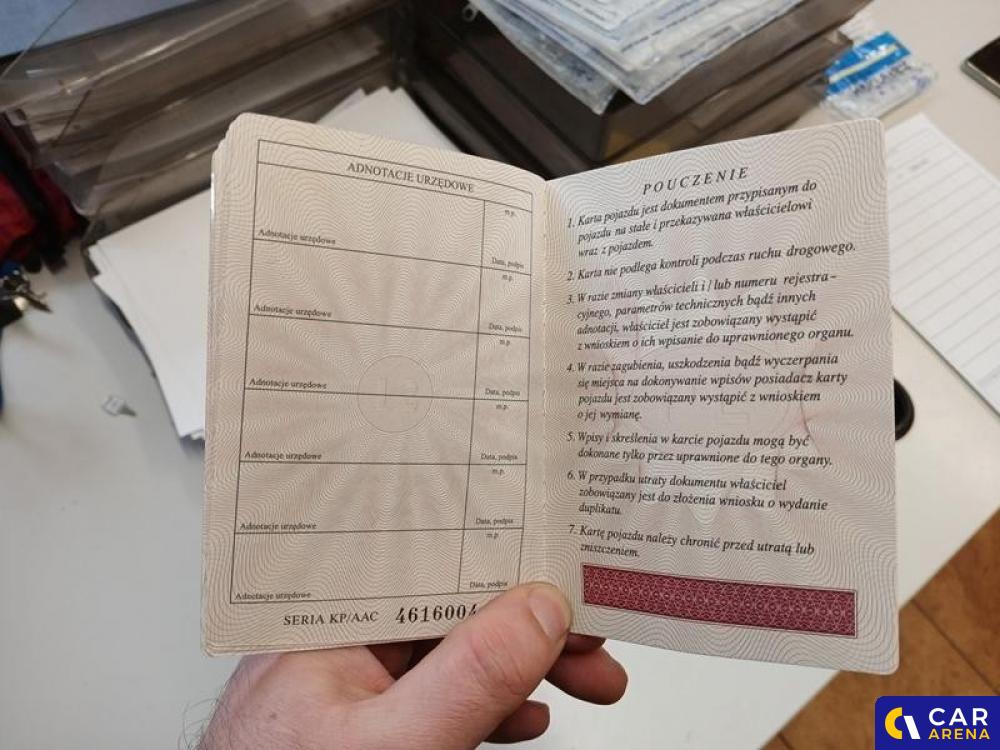 ADNOTACJE URZĘDOWE
m.p.
Adnotacje urzędowe
Data, podpis
m.p.
Adnotacje urzędowe
Data, podpis
m.p.
Adnotacje urzędowe
Data, podpis
m.p.
Adnotacje urzędowe
Data, podpis
m.p.
Adnotacje urzędowe
Data, podpis
m.p.
Adnotacje urzędowe
Data, podpis
SERIA KP/AAC 4616004
POUCZENIE
1. Karta pojazdu jest dokumentem przypisanym do
pojazdu na stałe i przekazywana właścicielowi
wraz z pojazdem.
2. Karta nie podlega kontroli podczas ruchu drogowego.
3. W razie zmiany właścicieli i / lub numeru rejestra-
cyjnego, parametrów technicznych bądź innych
adnotacji, właściciel jest zobowiązany wystąpić
z wnioskiem o ich wpisanie do uprawnionego organu.
4. W razie zagubienia, uszkodzenia bądź wyczerpania
się miejsca na dokonywanie wpisów posiadacz karty
pojazdu jest zobowiązany wystąpić z wnioskiem
o jej wymianę.
5. Wpisy i skreślenia w karcie pojazdu mogą być
dokonane tylko przez uprawnione do tego organy.
6. W przypadku utraty dokumentu właściciel
zobowiązany jest do złożenia wniosku o wydanie
duplikatu.
7. Kartę pojazdu należy chronić przed utratą lub
zniszczeniem.
CAR
ARENA